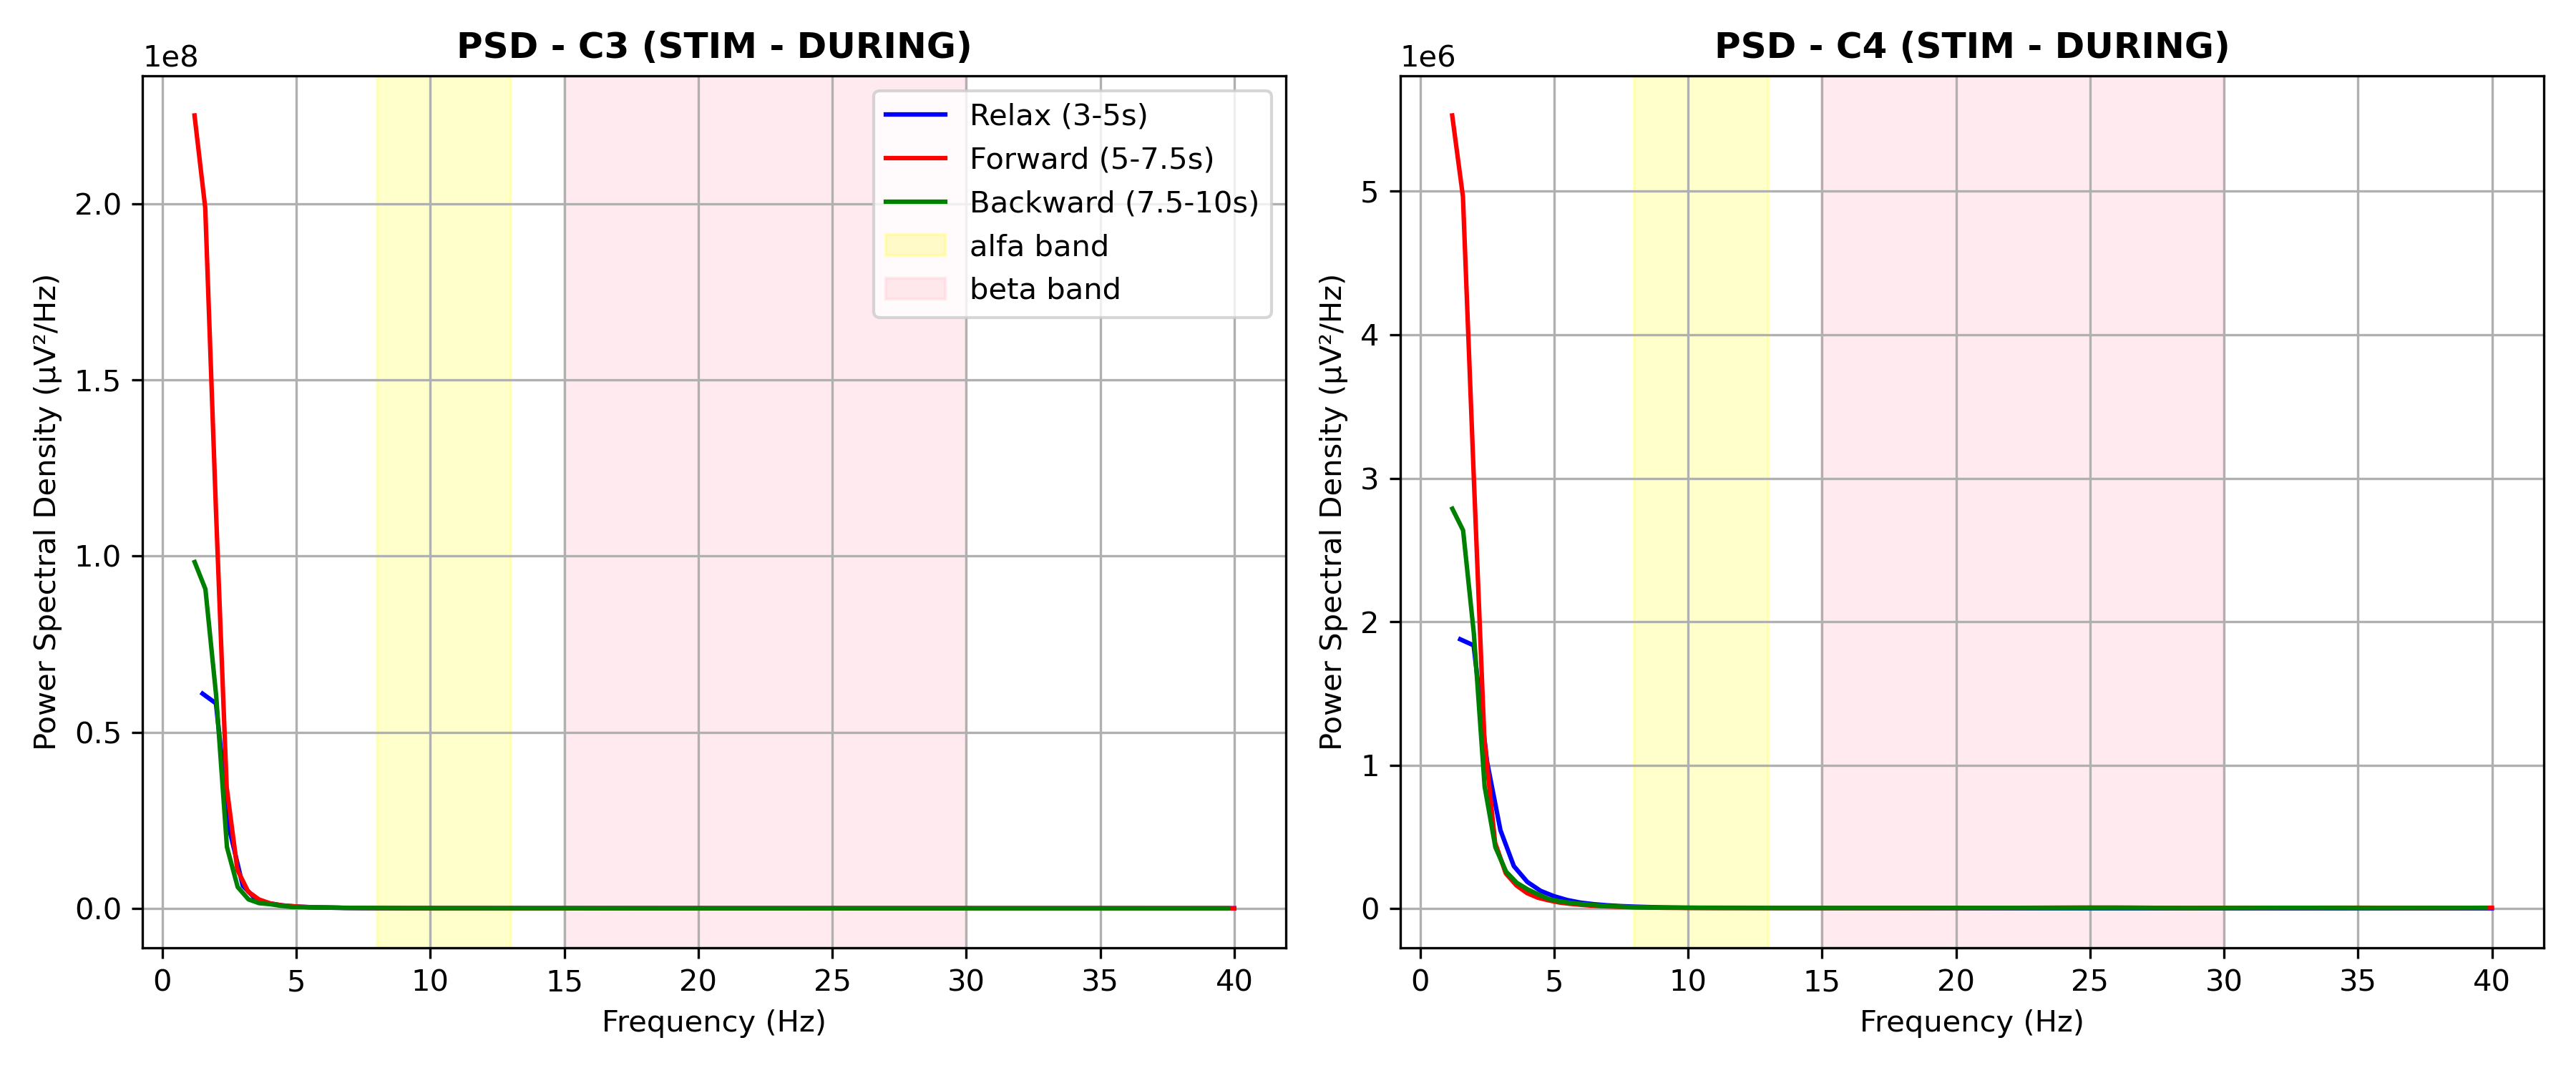 PSD - C3 (STIM - DURING)
1e8
Power Spectral Density (µV²/Hz)
2.0
1.5
1.0
0.5
0.0
0 5 10 15 20 25 30 35 40
Frequency (Hz)
Relax (3-5s)
Forward (5-7.5s)
Backward (7.5-10s)
alfa band
beta band
PSD - C4 (STIM - DURING)
1e6
Power Spectral Density (µV²/Hz)
5
4
3
2
1
0
0 5 10 15 20 25 30 35 40
Frequency (Hz)